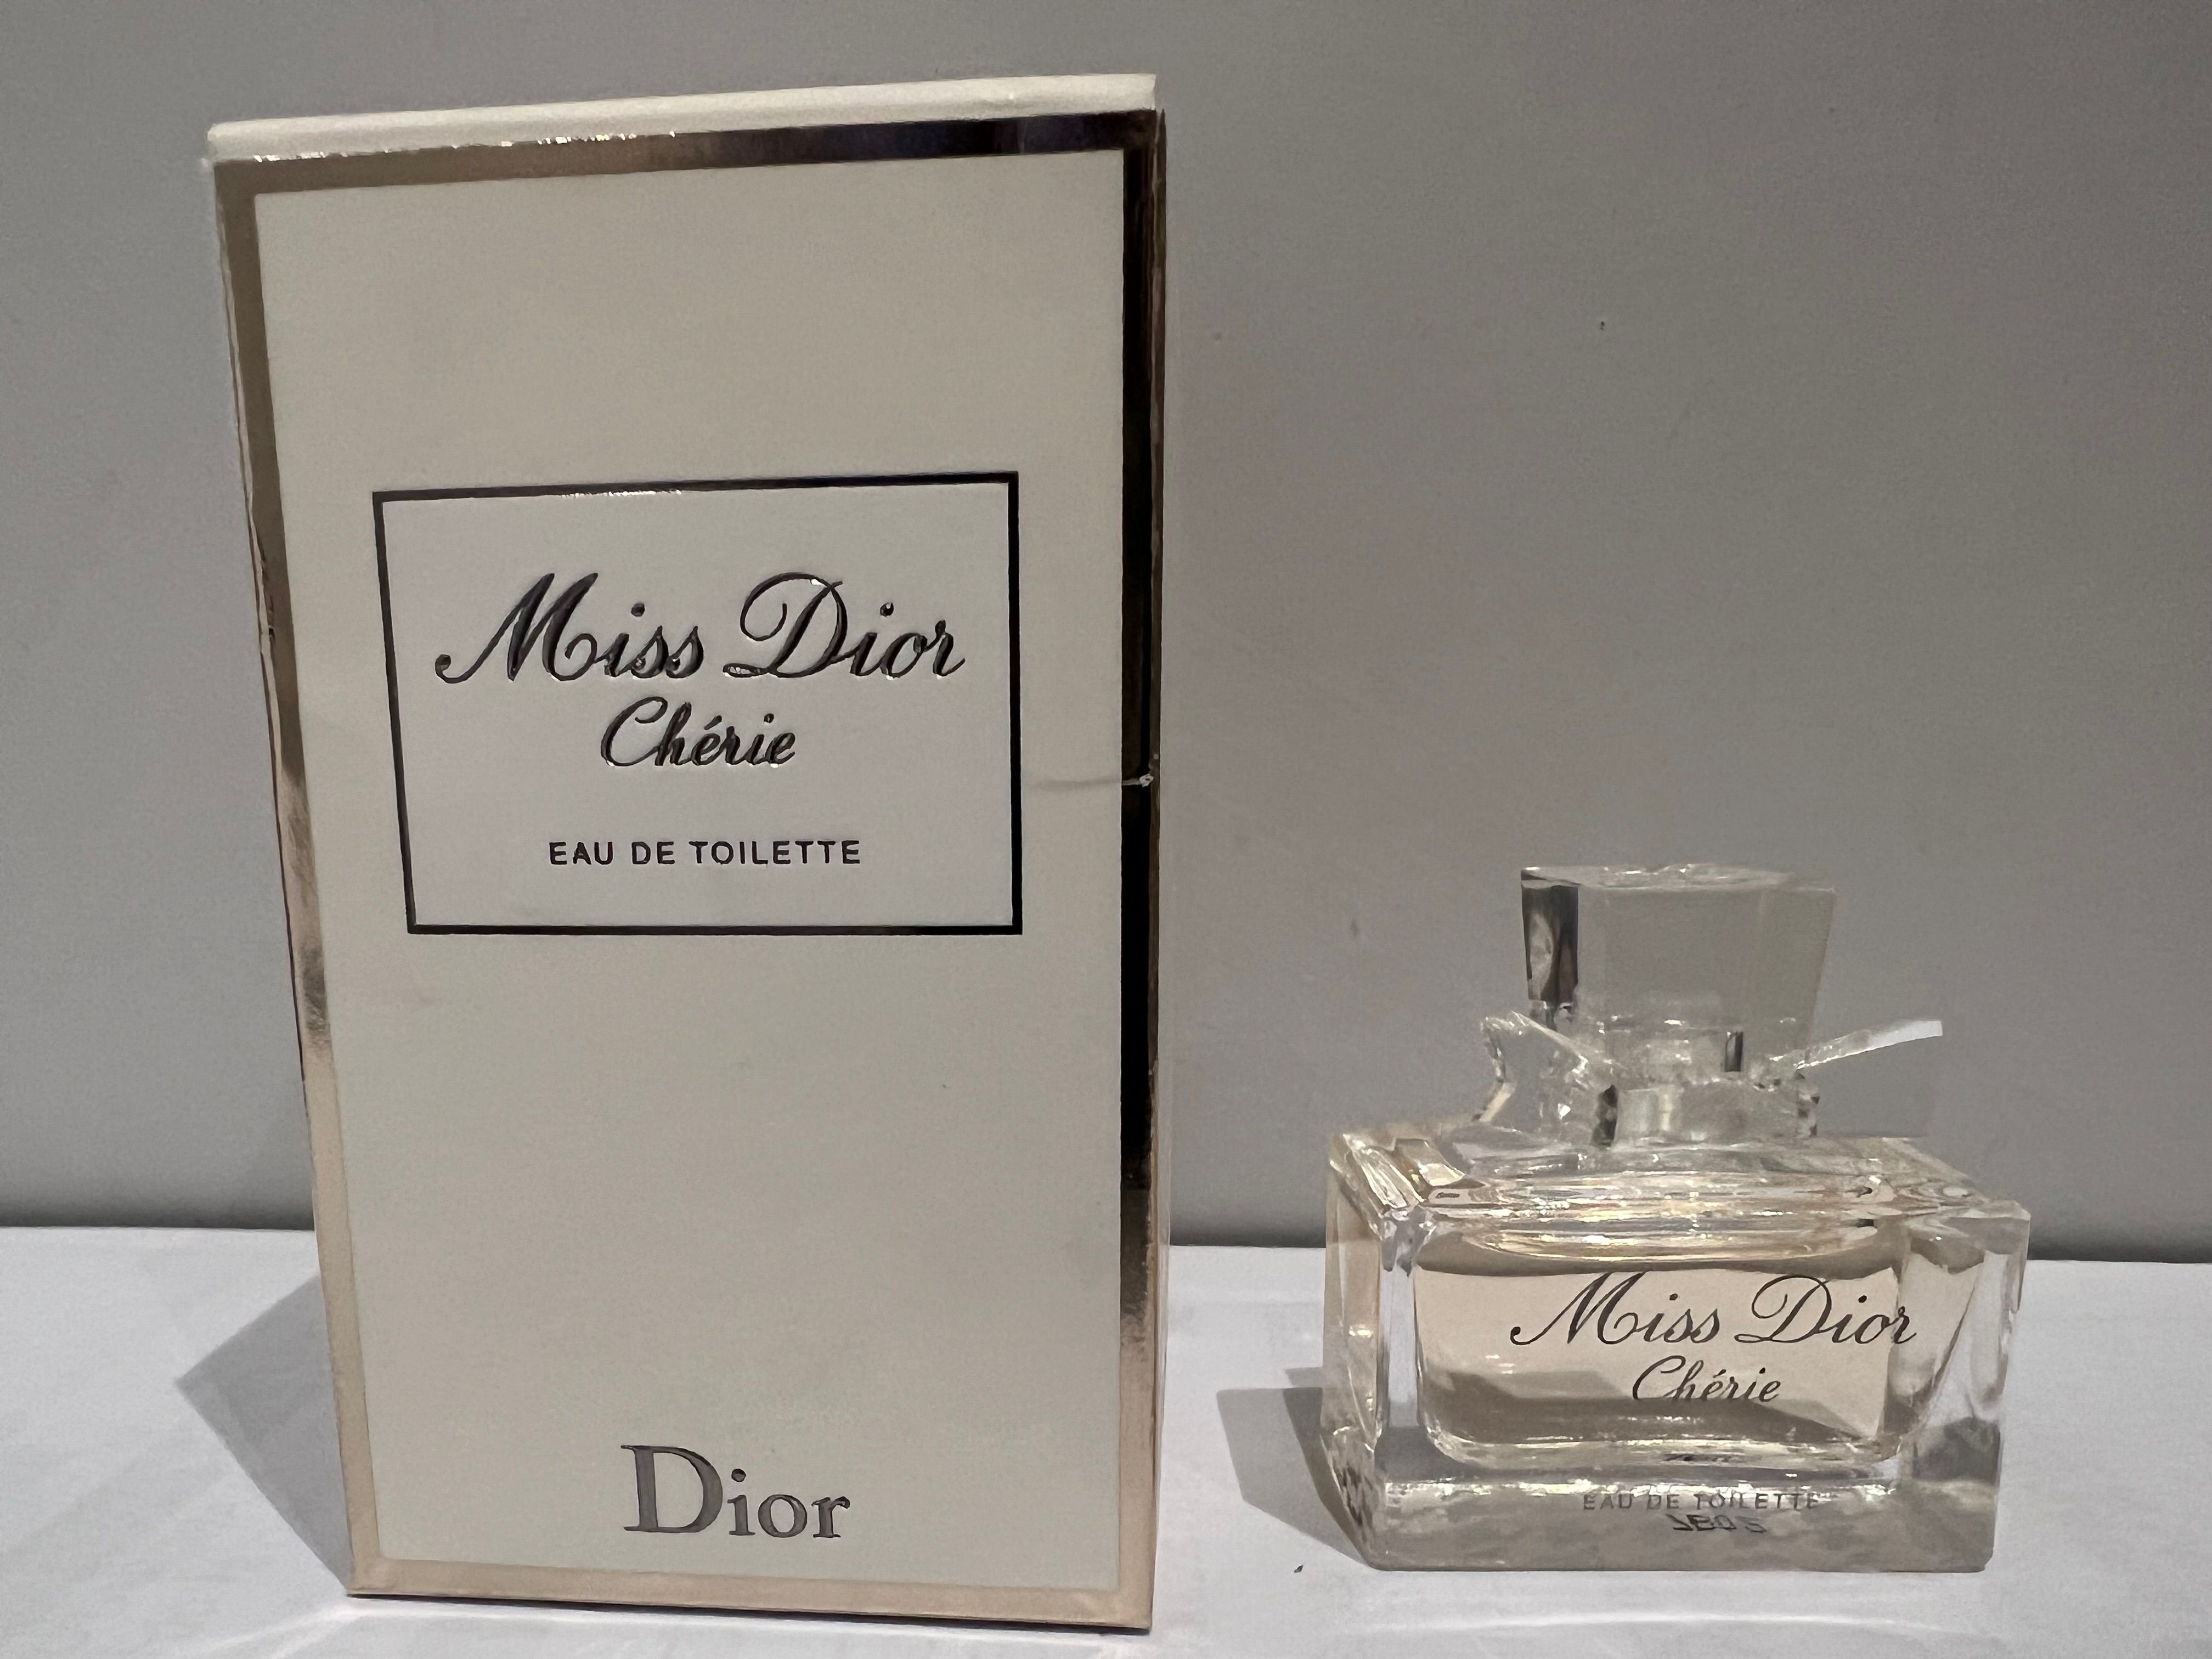 Miss Dior
Chérie
EAU DE TOILETTE
Dior
Miss Dior
Chérie
EAU DE TOILETTE